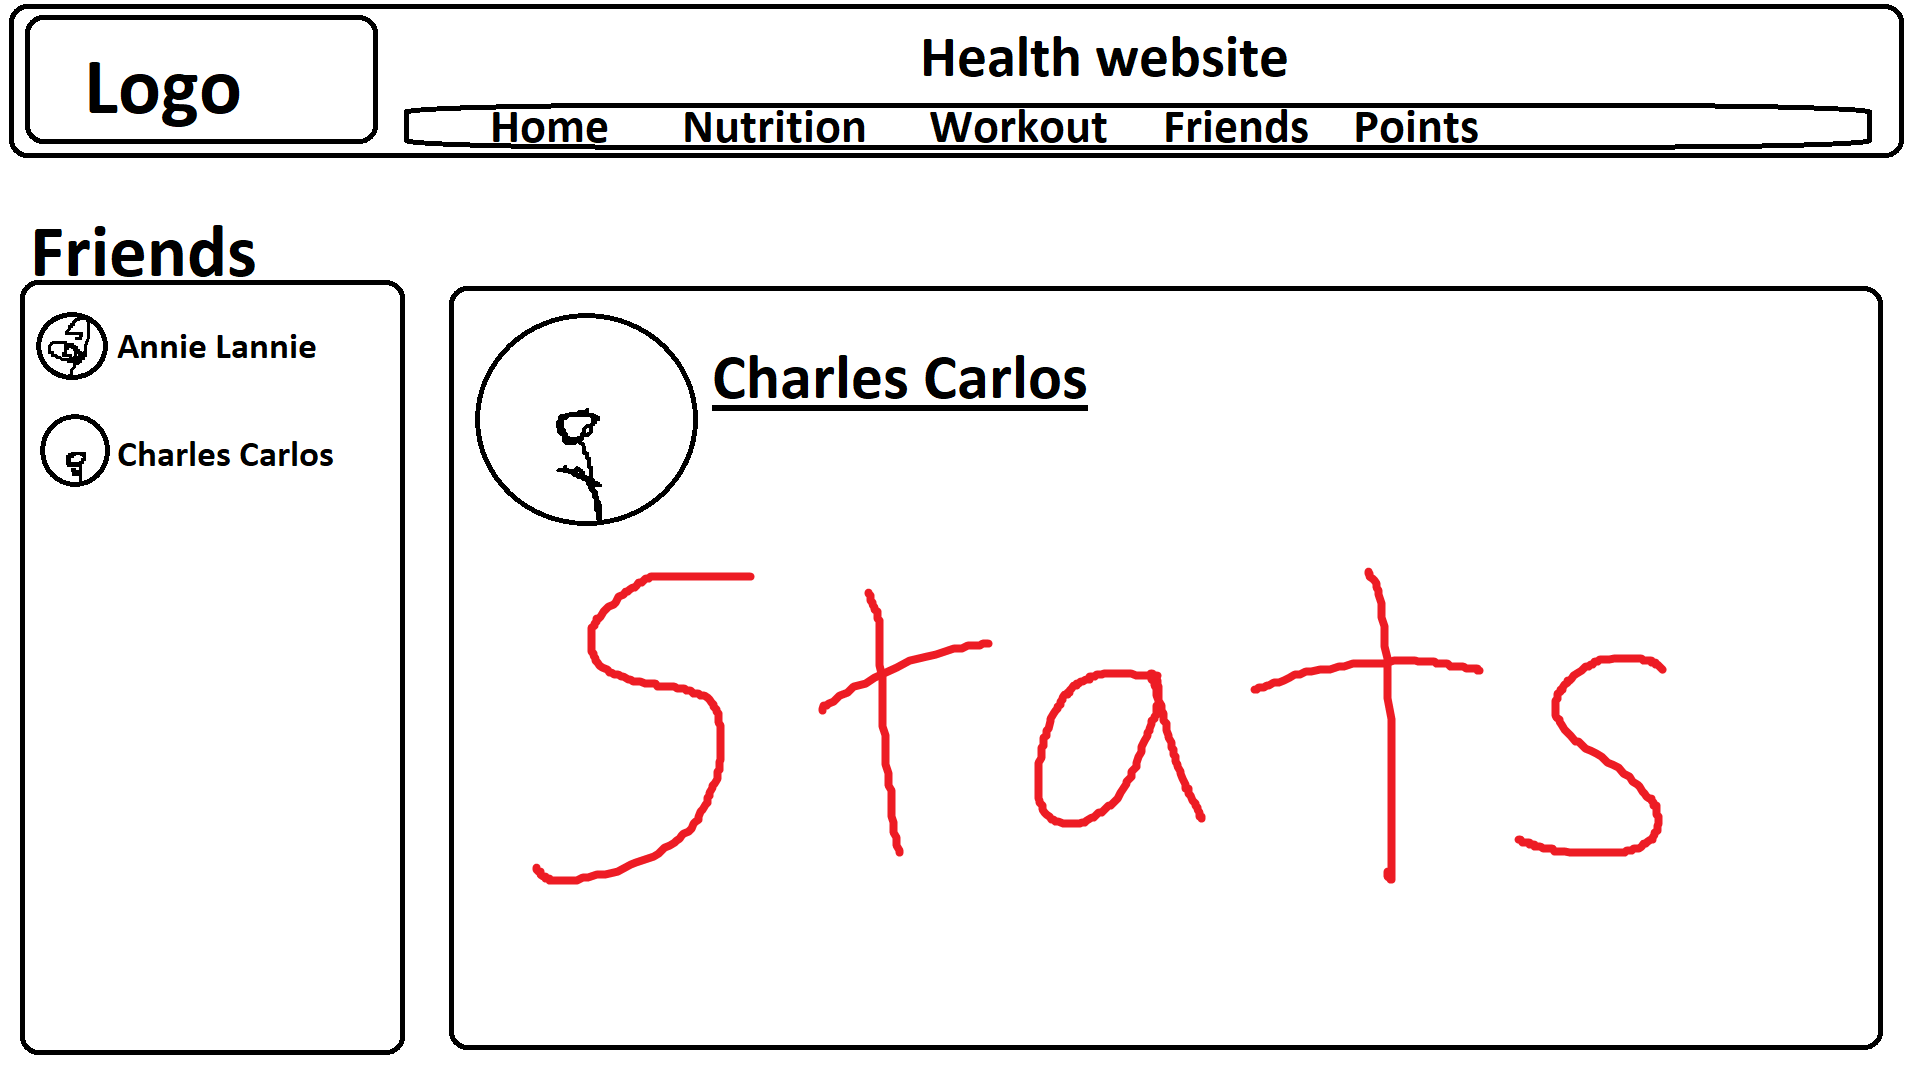 Logo
Health website
Home Nutrition Workout Friends Points
Friends
Annie Lannie
Charles Carlos
Charles Carlos
Stats